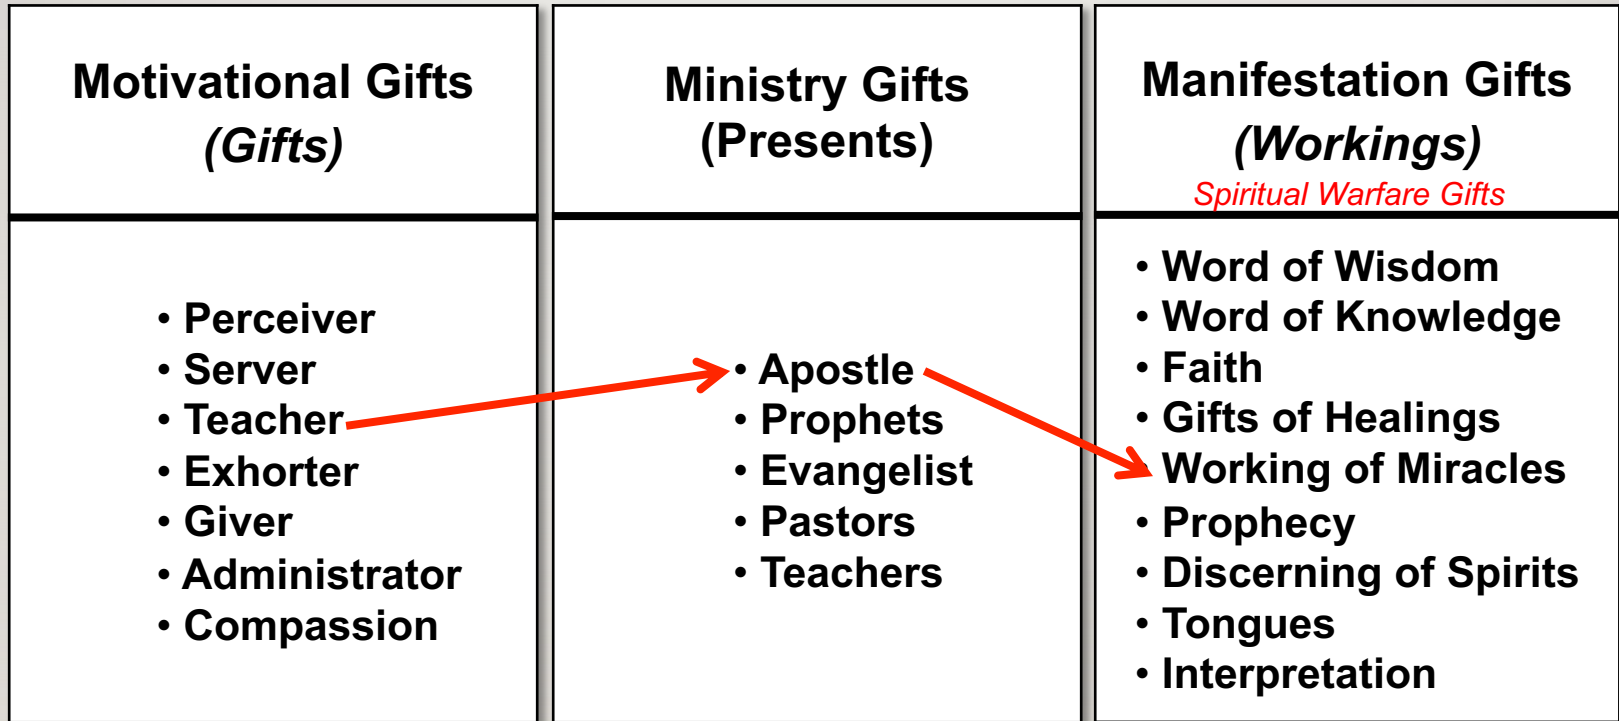 Motivational Gifts
(Gifts)
• Perceiver
• Server
• Teacher
• Exhorter
• Giver
• Administrator
• Compassion
Ministry Gifts
(Presents)
• Apostle
• Prophets
• Evangelist
• Pastors
• Teachers
Manifestation Gifts
(Workings)
Spiritual Warfare Gifts
• Word of Wisdom
• Word of Knowledge
• Faith
• Gifts of Healings
• Working of Miracles
• Prophecy
• Discerning of Spirits
• Tongues
• Interpretation